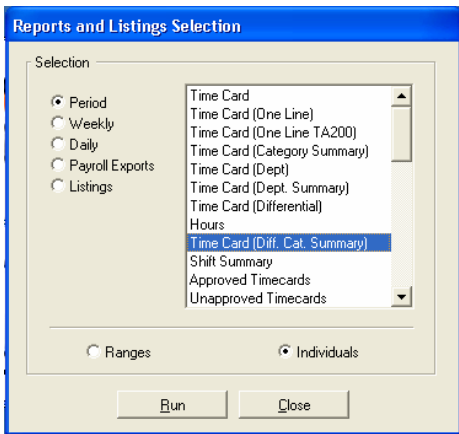 Reports and Listings Selection
Selection
Period
Weekly
Daily
Payroll Exports
Listings
Time Card
Time Card (One Line)
Time Card (One Line TA200)
Time Card (Category Summary)
Time Card (Dept)
Time Card (Dept. Summary)
Time Card (Differential)
Hours
Time Card (Diff. Cat. Summary)
Shift Summary
Approved Timecards
Unapproved Timecards
Ranges
Individuals
Run
Close